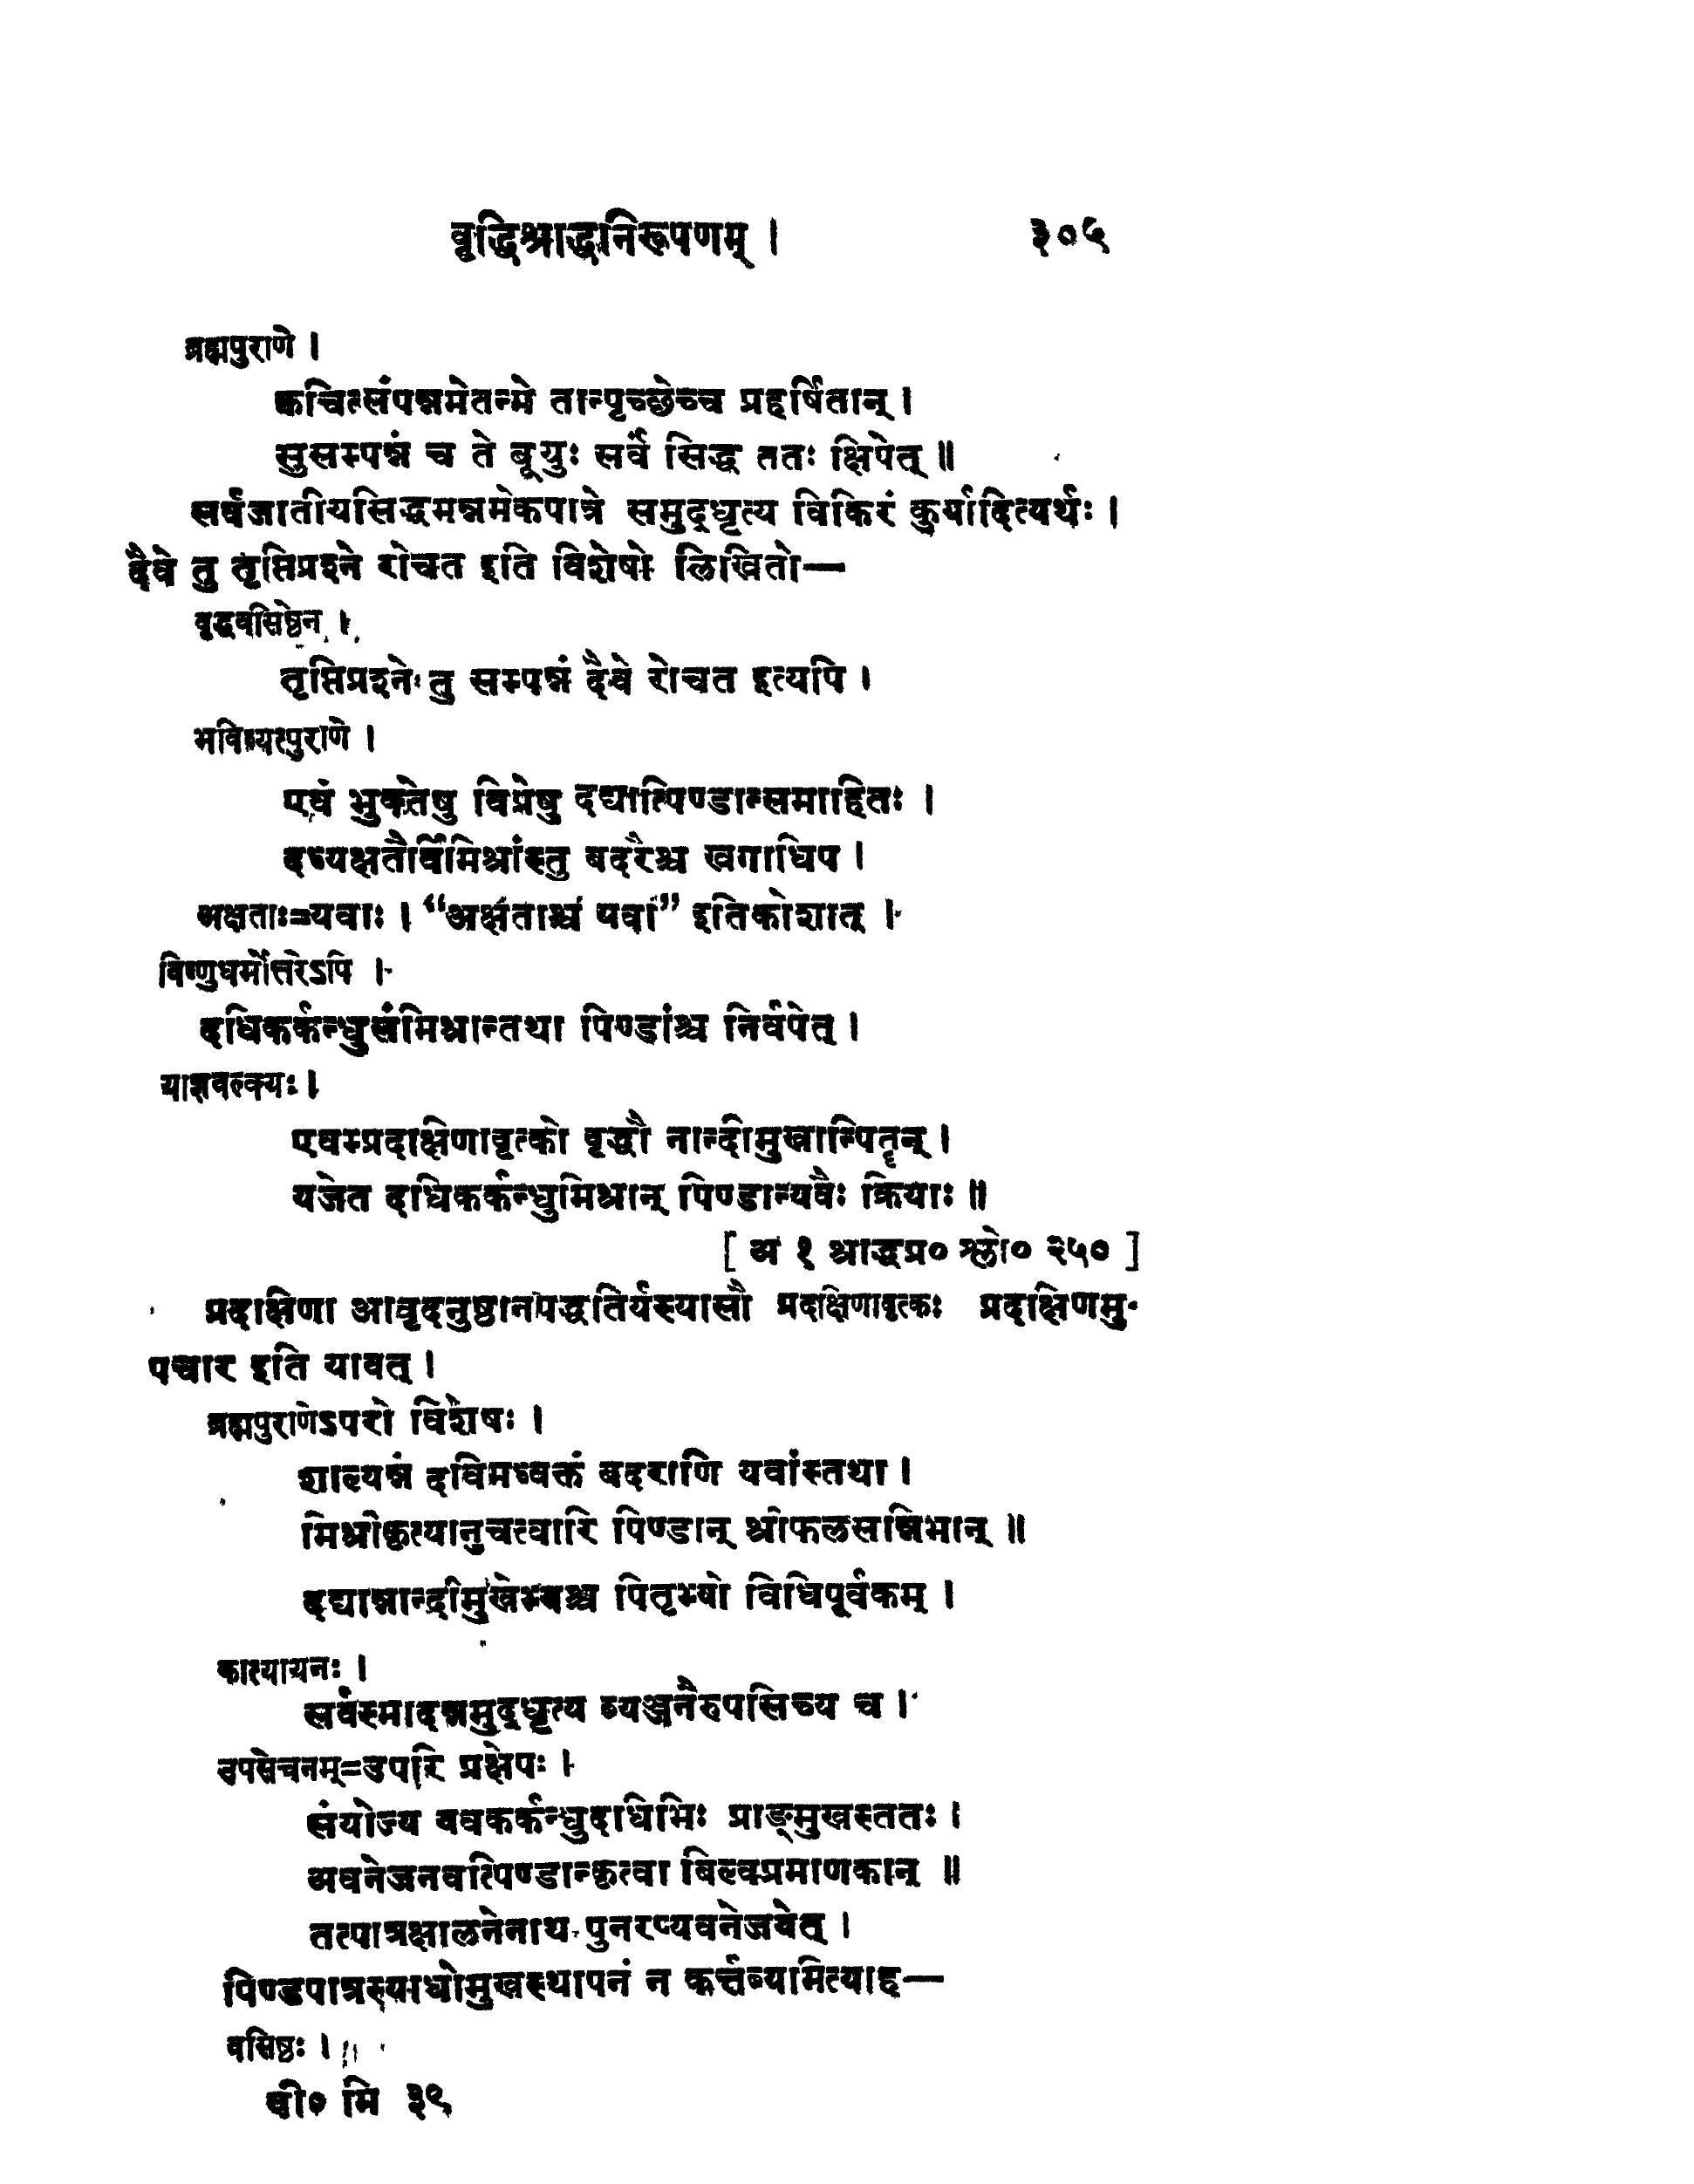 वृद्धिश्राद्धनिरूपणम् । ३०५
ब्रह्मपुराणे ।
क्वचित्संपन्नमेतन्मे तान्पृच्छेच्च प्रहर्षितान् ।
सुसम्पन्नं च ते ब्रूयुः सर्वे सिद्ध ततः क्षिपेत् ॥
सर्वजातीयसिद्धमन्नमेकपात्रे समुद्धृत्य विकिरं कुर्यादित्यर्थः ।
दैवे तु तृप्तिप्रश्ने रोचत इति विशेषो लिखितो—
वृद्धवसिष्ठेन ।
तृप्तिप्रश्ने तु सम्पन्नं दैवे रोचत इत्यपि ।
भविष्यत्पुराणे ।
एवं भुक्तेषु विप्रेषु दद्यात्पिण्डान्समाहितः ।
दध्यक्षतैर्विमिश्रांस्तु बदरैश्च खगाधिप ।
अक्षताः=यवाः । “अक्षताश्च यवा” इतिकोशात् ।
विष्णुधर्मोत्तरेऽपि ।
दधिकर्कन्धुसंमिश्रान्तथा पिण्डांश्च निर्वपेत् ।
याज्ञवल्क्यः ।
एवम्प्रदाक्षिणावृत्को वृद्धौ नान्दीमुखान्पितॄन् ।
यजेत दधिकर्कन्धुमिश्रान् पिण्डान्यवैः क्रियाः ॥
[ अ १ श्राद्धप्र० श्लो० २५० ]
प्रदाक्षिणा आवृदनुष्ठानपद्धतिर्यस्यासौ प्रदक्षिणावृत्कः प्रदक्षिणमु-
पचार इति यावत् ।
ब्रह्मपुराणेऽपरो विशेषः ।
शाल्यन्नं दधिमध्वक्तं बदराणि यवांस्तथा ।
मिश्रीकृत्यानुचत्वारि पिण्डान् श्रीफलसन्निभान् ॥
दद्यान्नान्दीमुखेभ्यश्च पितृभ्यो विधिपूर्वकम् ।
कात्यायनः ।
सर्वस्मादन्नमुद्धृत्य व्यञ्जनैरुपसिच्य च ।
उपसेचनम्=उपरि प्रक्षेपः ।
संयोज्य यवकर्कन्धुदधिभिः प्राङ्मुखस्ततः ।
अवनेजनवत्पिण्डान्कृत्वा बिल्वप्रमाणकान् ॥
तत्पात्रक्षालनेनाथ पुनरप्यवनेजयेत् ।
पिण्डपात्रस्याधोमुखस्थापनं न कर्त्तव्यामित्याह—
वसिष्ठः ।
वी० मि ३९